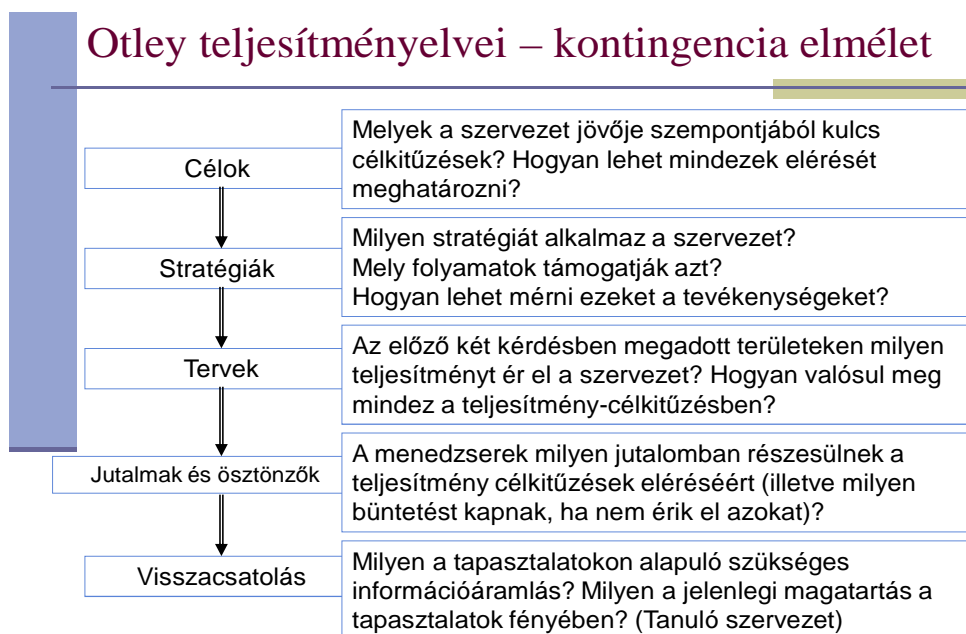 Otley teljesítményelvei – kontingencia elmélet
Célok
Melyek a szervezet jövője szempontjából kulcs
célkitűzések? Hogyan lehet mindezek elérését
meghatározni?
Stratégiák
Milyen stratégiát alkalmaz a szervezet?
Mely folyamatok támogatják azt?
Hogyan lehet mérni ezeket a tevékenységeket?
Tervek
Az előző két kérdésben megadott területeken milyen
teljesítményt ér el a szervezet? Hogyan valósul meg
mindez a teljesítmény-célkitűzésben?
Jutalmak és ösztönzők
A menedzserek milyen jutalomban részesülnek a
teljesítmény célkitűzések eléréséért (illetve milyen
büntetést kapnak, ha nem érik el azokat)?
Visszacsatolás
Milyen a tapasztalatokon alapuló szükséges
információáramlás? Milyen a jelenlegi magatartás a
tapasztalatok fényében? (Tanuló szervezet)